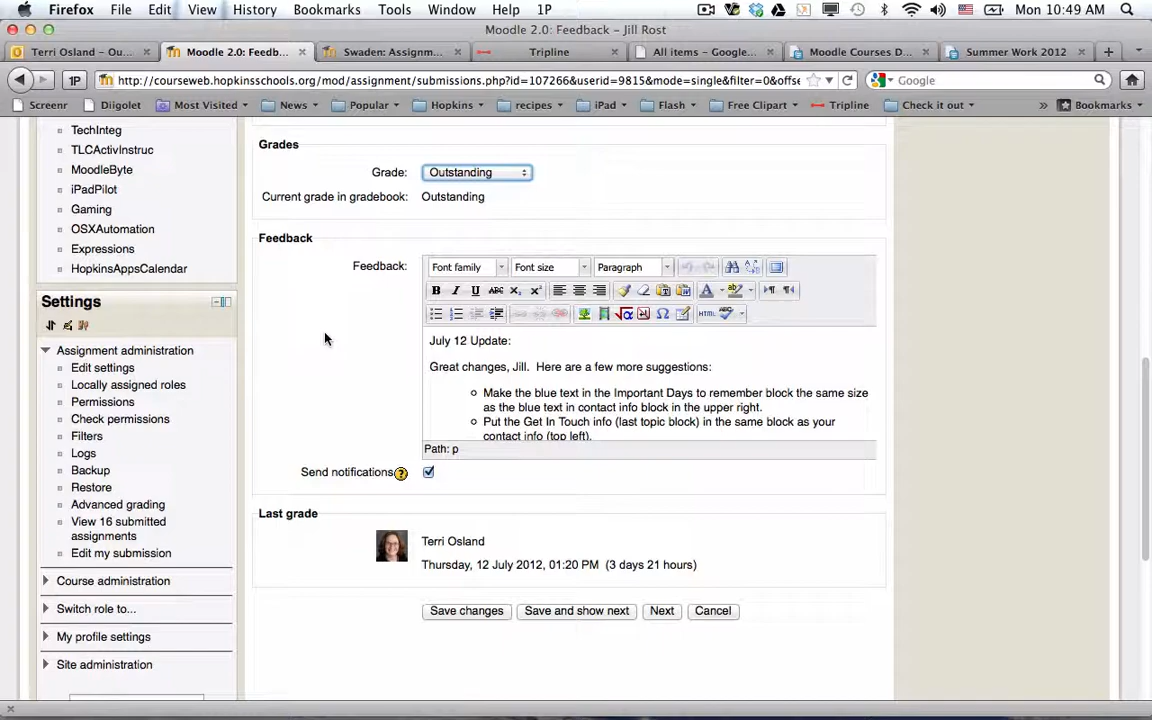 Firefox File Edit View History Bookmarks Tools Window Help 1P Mon 10:49 AM
Moodle 2.0: Feedback – Jill Rost
Terri Osland – Ou... Moodle 2.0: Feedb... Swaden: Assignm... Tripline All items – Google... Moodle Courses D... Summer Work 2012
1P http://courseweb.hopkinsschools.org/mod/assignment/submissions.php?id=107266&userid=9815&mode=single&filter=0&offse Google
Screenr Diigolet Most Visited News Popular Hopkins recipes iPad Flash Free Clipart Tripline Check it out » Bookmarks
TechInteg
TLCActivInstruc
MoodleByte
iPadPilot
Gaming
OSXAutomation
Expressions
HopkinsAppsCalendar
Settings
Assignment administration
Edit settings
Locally assigned roles
Permissions
Check permissions
Filters
Logs
Backup
Restore
Advanced grading
View 16 submitted
assignments
Edit my submission
Course administration
Switch role to...
My profile settings
Site administration
Grades
Grade: Outstanding
Current grade in gradebook: Outstanding
Feedback
Feedback: Font family Font size Paragraph
B I U ABC X₂ X² A ab
Ω HTML ABC
July 12 Update:
Great changes, Jill. Here are a few more suggestions:
Make the blue text in the Important Days to remember block the same size
as the blue text in contact info block in the upper right.
Put the Get In Touch info (last topic block) in the same block as your
contact info (top left).
Path: p
Send notifications ?
Last grade
Terri Osland
Thursday, 12 July 2012, 01:20 PM (3 days 21 hours)
Save changes Save and show next Next Cancel